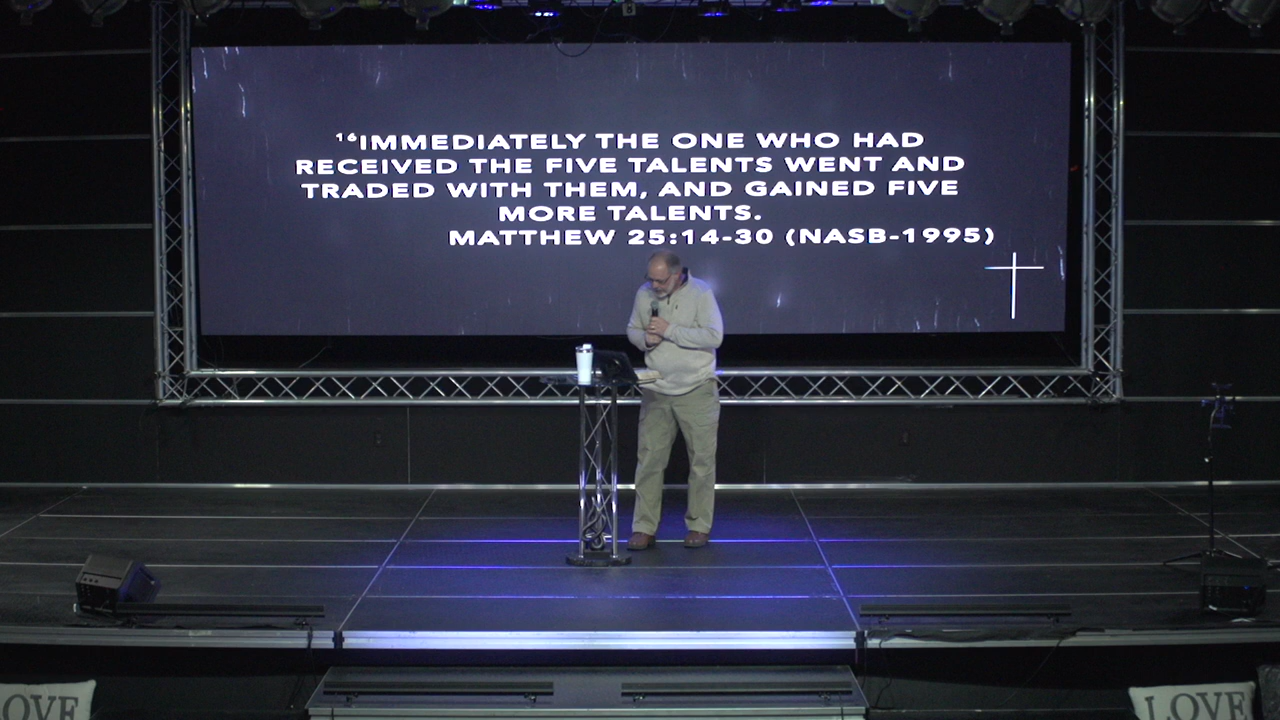 ¹⁶IMMEDIATELY THE ONE WHO HAD
RECEIVED THE FIVE TALENTS WENT AND
TRADED WITH THEM, AND GAINED FIVE
MORE TALENTS.
MATTHEW 25:14-30 (NASB-1995)
OVE
LOVE